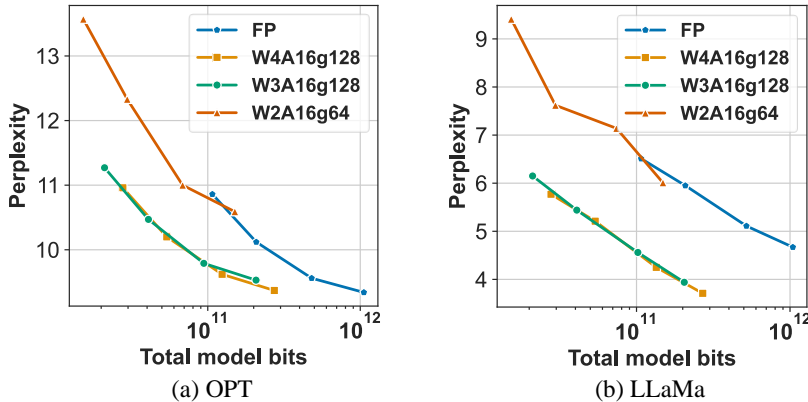 FP
W4A16g128
W3A16g128
W2A16g64
13
12
11
10
Perplexity
10^11
10^12
Total model bits
(a) OPT
FP
W4A16g128
W3A16g128
W2A16g64
9
8
7
6
5
4
Perplexity
10^11
10^12
Total model bits
(b) LLaMa